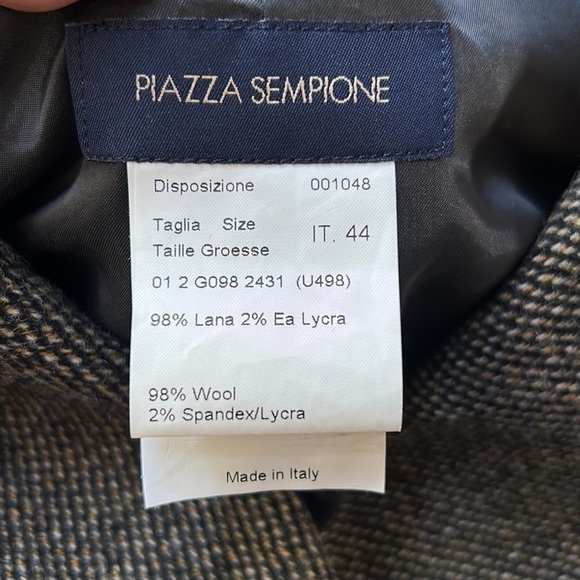 PIAZZA SEMPIONE
Disposizione 001048
Taglia Size
Taille Groesse IT. 44
01 2 G098 2431 (U498)
98% Lana 2% Ea Lycra
98% Wool
2% Spandex/Lycra
Made in Italy